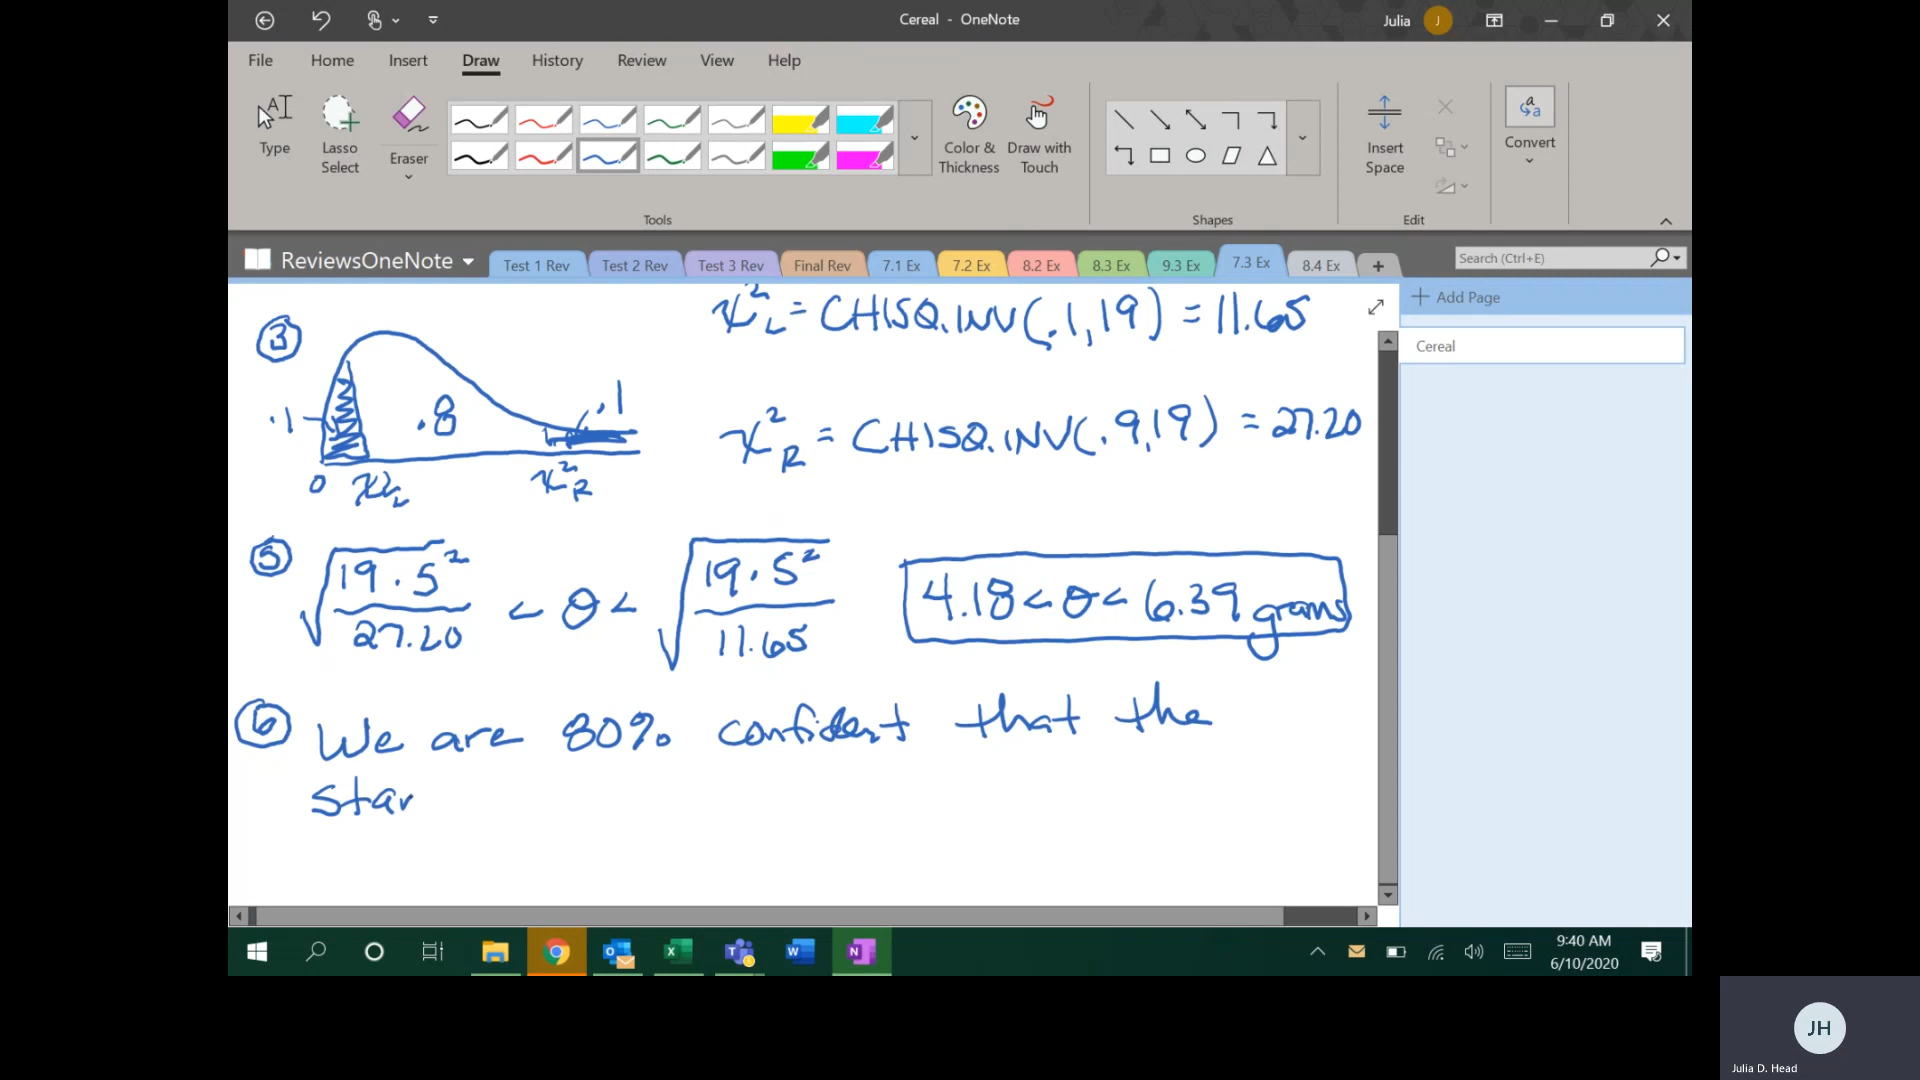 Cereal - OneNote
Julia
J
File Home Insert Draw History Review View Help
Type
Lasso Select
Eraser
Color & Thickness
Draw with Touch
Insert Space
Convert
Tools
Shapes
Edit
ReviewsOneNote
Test 1 Rev
Test 2 Rev
Test 3 Rev
Final Rev
7.1 Ex
7.2 Ex
8.2 Ex
8.3 Ex
9.3 Ex
7.3 Ex
8.4 Ex
Search (Ctrl+E)
Add Page
Cereal
③
χ²L = CHISQ.INV(.1,19) = 11.65
.1
.8
.1
χ²R = CHISQ.INV(.9,19) = 27.20
0 χ²L χ²R
⑤ √(19·5²/27.20) < σ < √(19·5²/11.65)
4.18 < σ < 6.39 grams
⑥ We are 80% confident that the
star
9:40 AM
6/10/2020
JH
Julia D. Head